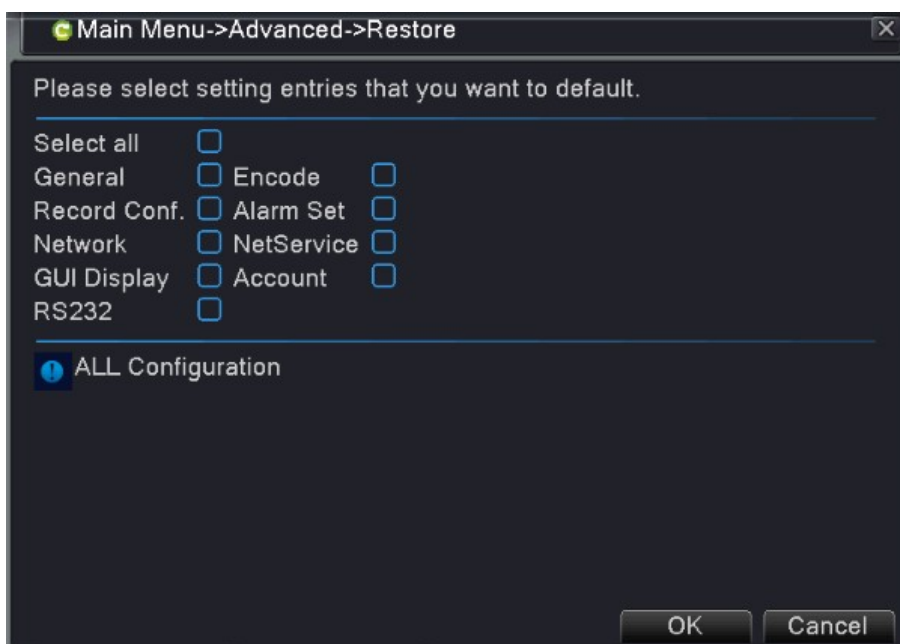 Main Menu->Advanced->Restore
Please select setting entries that you want to default.
Select all
General Encode
Record Conf. Alarm Set
Network NetService
GUI Display Account
RS232
ALL Configuration
OK Cancel